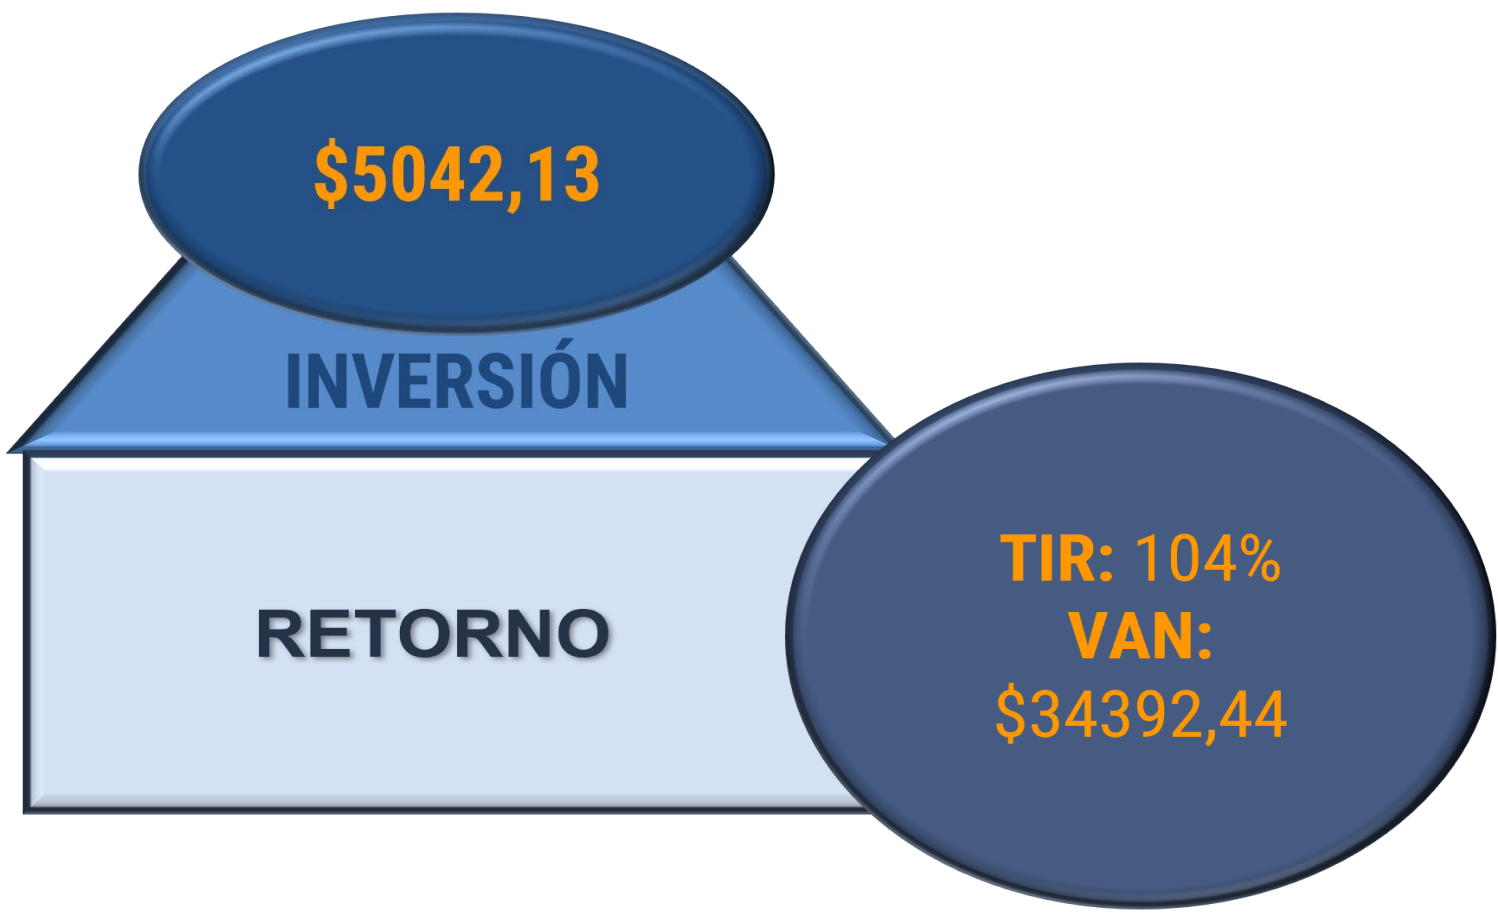 $5042,13
INVERSIÓN
RETORNO
TIR: 104%
VAN:
$34392,44